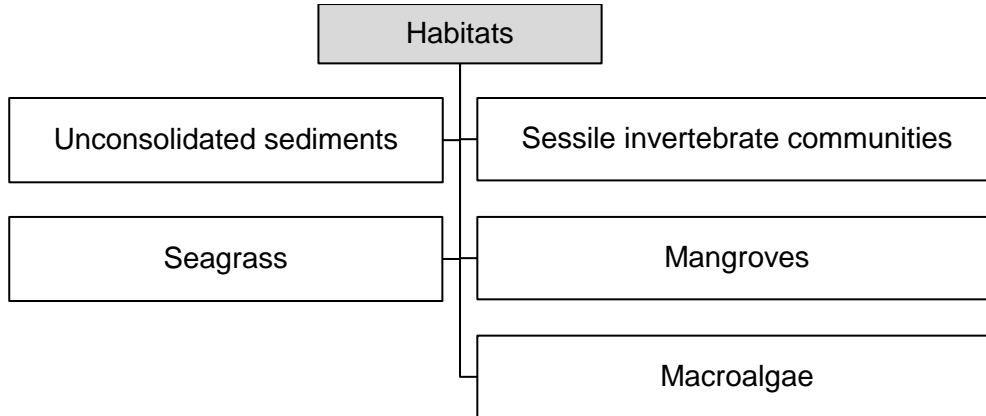 Habitats
Unconsolidated sediments
Sessile invertebrate communities
Seagrass
Mangroves
Macroalgae